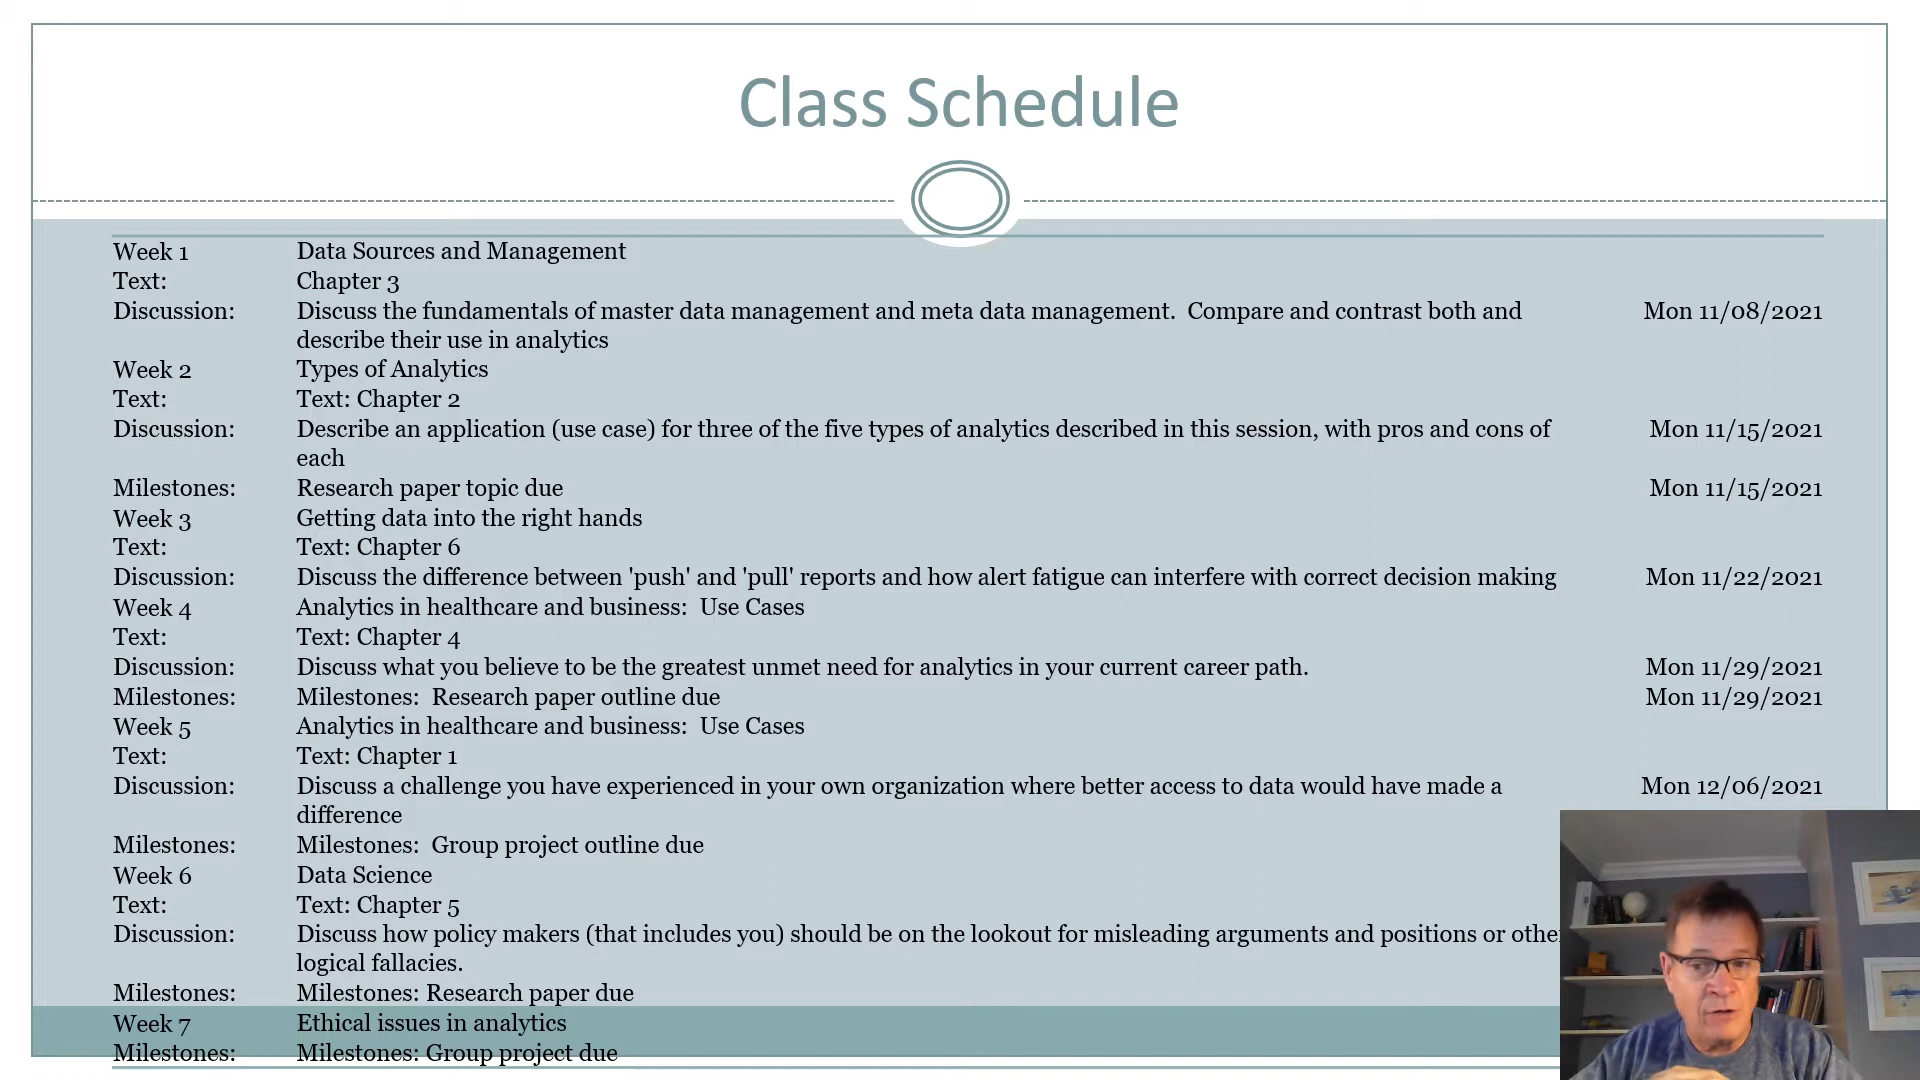 Class Schedule
Week 1 Data Sources and Management
Text: Chapter 3
Discussion: Discuss the fundamentals of master data management and meta data management.  Compare and contrast both and Mon 11/08/2021
describe their use in analytics
Week 2 Types of Analytics
Text: Text: Chapter 2
Discussion: Describe an application (use case) for three of the five types of analytics described in this session, with pros and cons of Mon 11/15/2021
each
Milestones: Research paper topic due Mon 11/15/2021
Week 3 Getting data into the right hands
Text: Text: Chapter 6
Discussion: Discuss the difference between 'push' and 'pull' reports and how alert fatigue can interfere with correct decision making Mon 11/22/2021
Week 4 Analytics in healthcare and business:  Use Cases
Text: Text: Chapter 4
Discussion: Discuss what you believe to be the greatest unmet need for analytics in your current career path. Mon 11/29/2021
Milestones: Milestones:  Research paper outline due Mon 11/29/2021
Week 5 Analytics in healthcare and business:  Use Cases
Text: Text: Chapter 1
Discussion: Discuss a challenge you have experienced in your own organization where better access to data would have made a Mon 12/06/2021
difference
Milestones: Milestones:  Group project outline due
Week 6 Data Science
Text: Text: Chapter 5
Discussion: Discuss how policy makers (that includes you) should be on the lookout for misleading arguments and positions or
logical fallacies.
Milestones: Milestones: Research paper due
Week 7 Ethical issues in analytics
Milestones: Milestones: Group project due